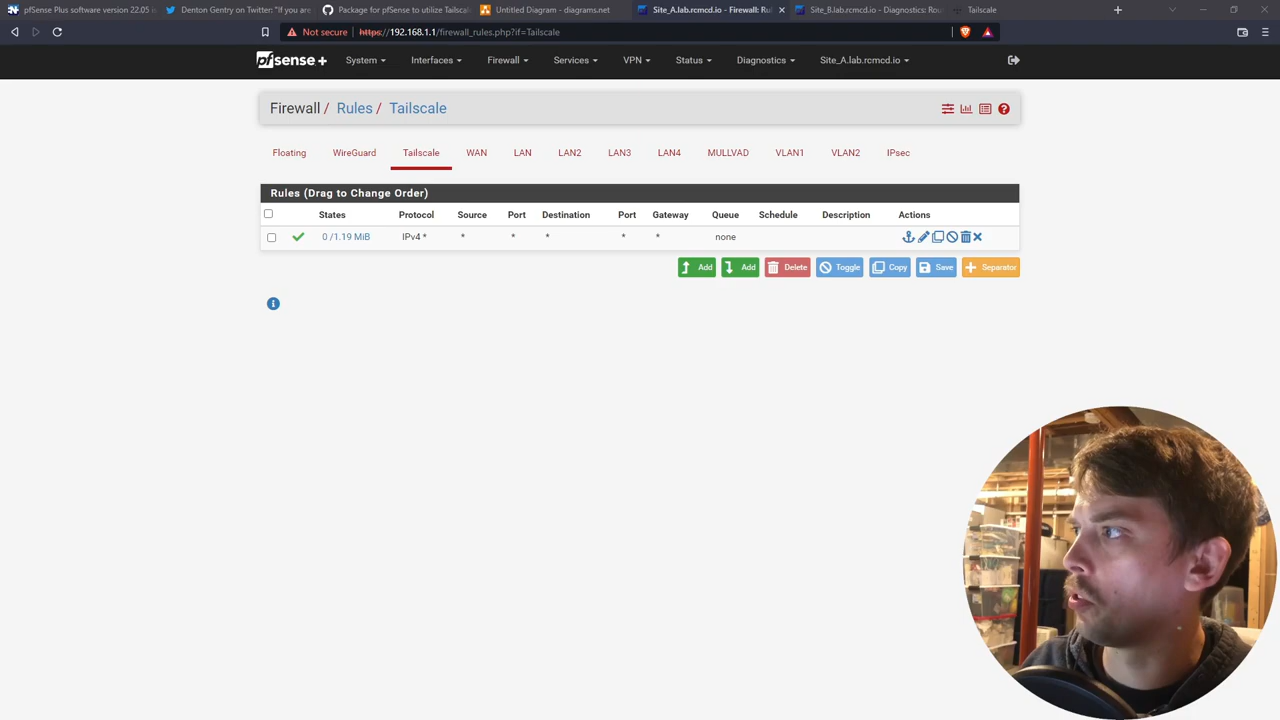 pfSense Plus software version 22.05 is
Denton Gentry on Twitter: "If you are
Package for pfSense to utilize Tailsca
Untitled Diagram - diagrams.net
Site_A.lab.rcmcd.io - Firewall: Ru
Site_B.lab.rcmcd.io - Diagnostics: Rou
Tailscale
Not secure https://192.168.1.1/firewall_rules.php?if=Tailscale
pfsense + System Interfaces Firewall Services VPN Status Diagnostics Site_A.lab.rcmcd.io
Firewall / Rules / Tailscale
Floating WireGuard Tailscale WAN LAN LAN2 LAN3 LAN4 MULLVAD VLAN1 VLAN2 IPsec
Rules (Drag to Change Order)
States Protocol Source Port Destination Port Gateway Queue Schedule Description Actions
0 /1.19 MiB IPv4 * * * * * * none
Add Add Delete Toggle Copy Save Separator